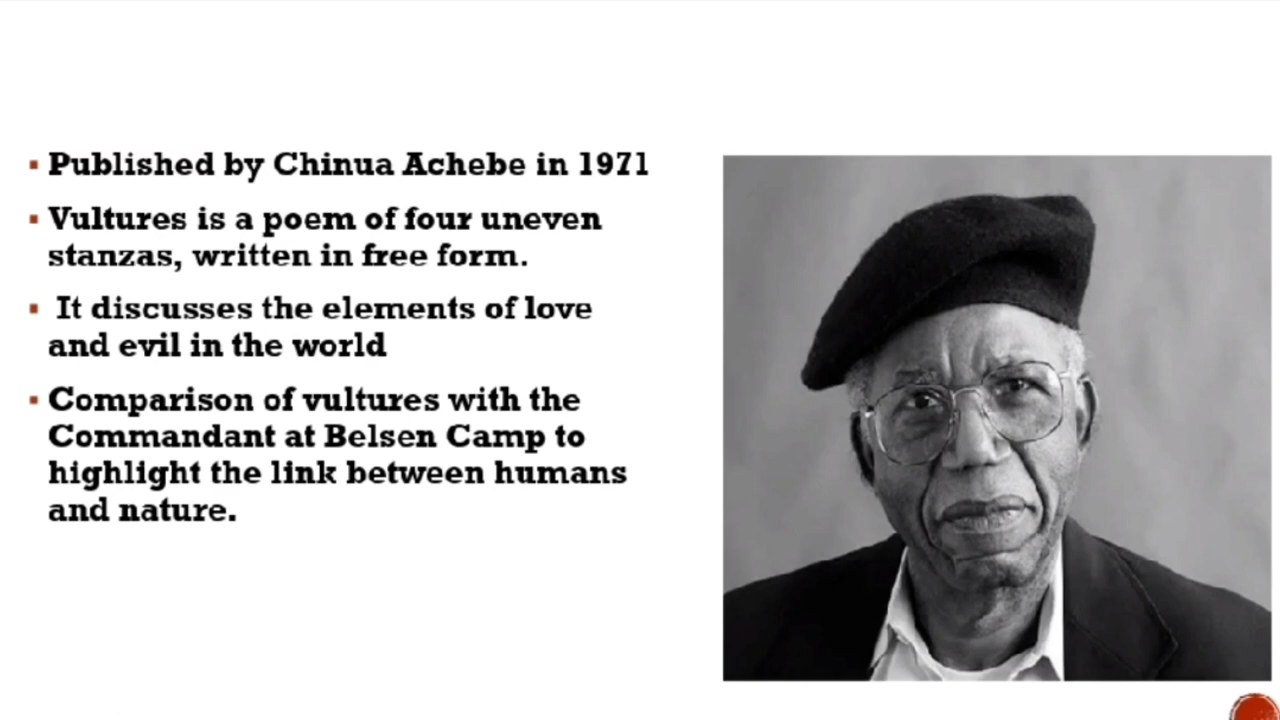 Published by Chinua Achebe in 1971
Vultures is a poem of four uneven
stanzas, written in free form.
It discusses the elements of love
and evil in the world
Comparison of vultures with the
Commandant at Belsen Camp to
highlight the link between humans
and nature.